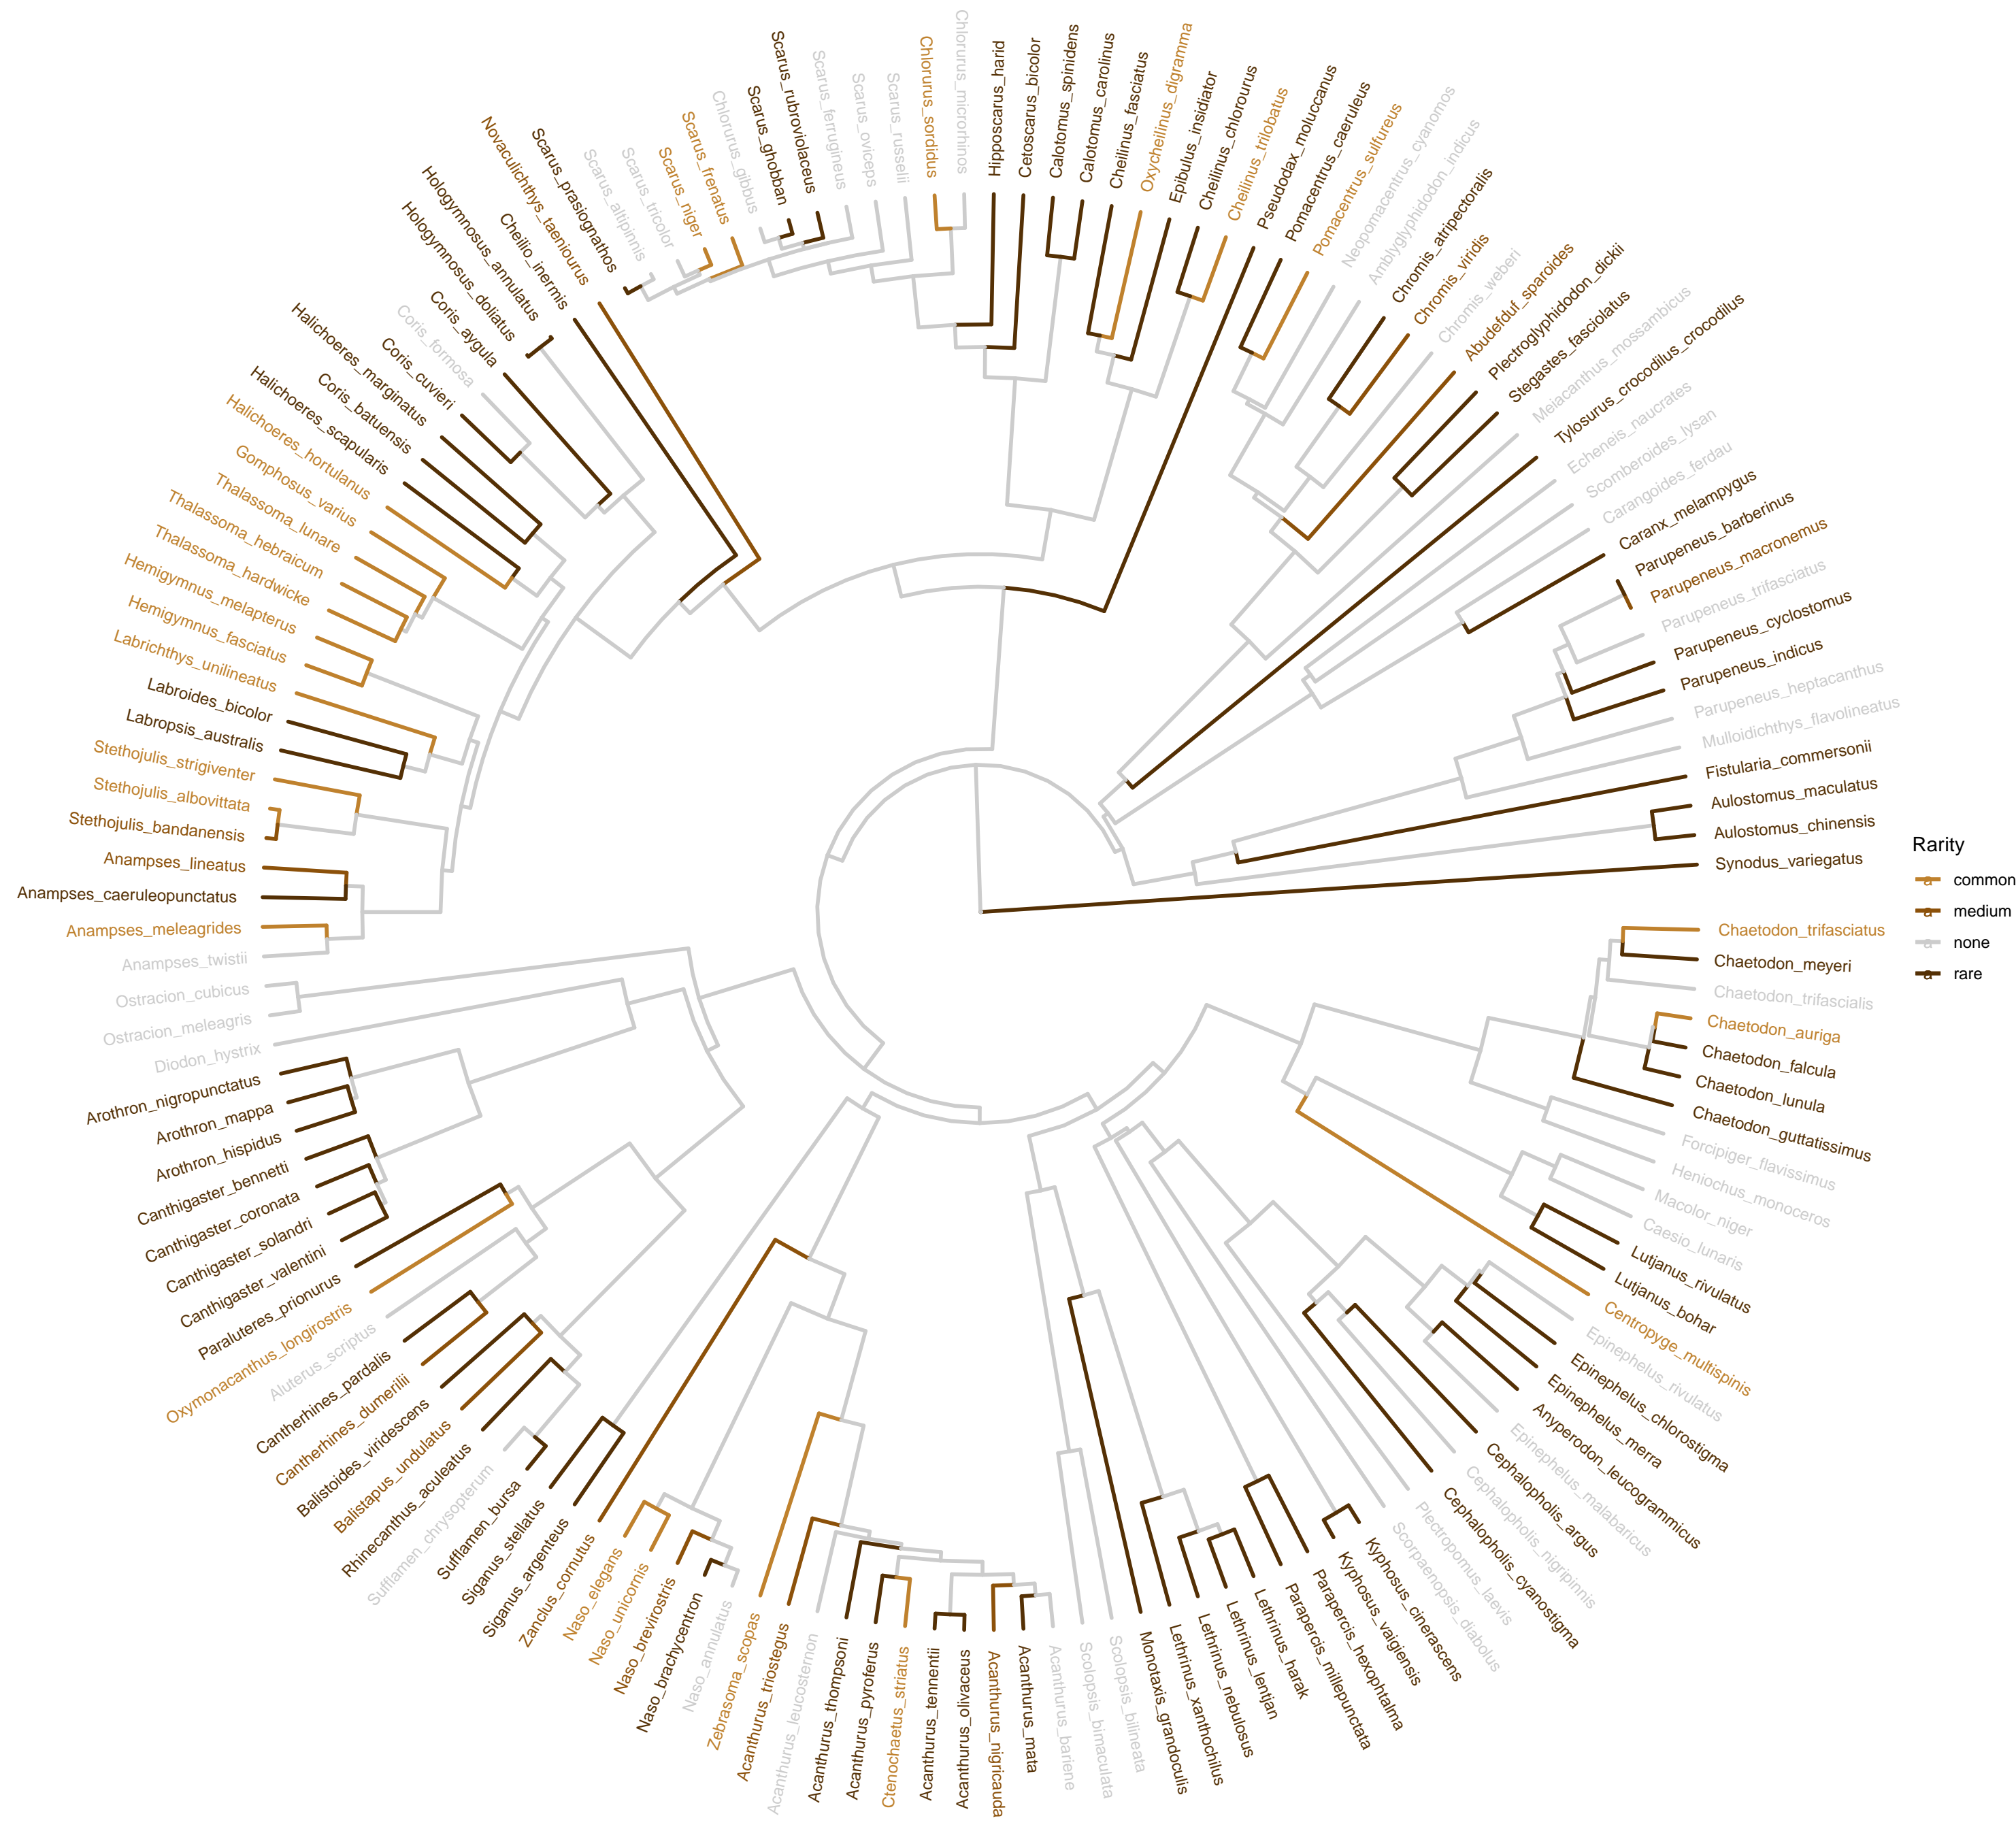 Chlorurus_microrhinos
Hipposcarus_harid
Cetoscarus_bicolor
Calotomus_spinidens
Calotomus_carolinus
Cheilinus_fasciatus
Oxycheilinus_digramma
Epibulus_insidiator
Cheilinus_chlorourus
Cheilinus_trilobatus
Pseudodax_moluccanus
Pomacentrus_caeruleus
Pomacentrus_sulfureus
Neopomacentrus_cyanomos
Amblyglyphidodon_indicus
Chromis_atripectoralis
Chromis_viridis
Chromis_weberi
Abudefduf_sparoides
Plectroglyphidodon_dickii
Stegastes_fasciolatus
Meiacanthus_mossambicus
Tylosurus_crocodilus_crocodilus
Echeneis_naucrates
Scomberoides_lysan
Carangoides_ferdau
Caranx_melampygus
Parupeneus_barberinus
Parupeneus_macronemus
Parupeneus_trifasciatus
Parupeneus_cyclostomus
Parupeneus_indicus
Parupeneus_heptacanthus
Mulloidichthys_flavolineatus
Fistularia_commersonii
Aulostomus_maculatus
Aulostomus_chinensis
Synodus_variegatus
Chaetodon_trifasciatus
Chaetodon_meyeri
Chaetodon_trifascialis
Chaetodon_auriga
Chaetodon_falcula
Chaetodon_lunula
Chaetodon_guttatissimus
Forcipiger_flavissimus
Heniochus_monoceros
Macolor_niger
Caesio_lunaris
Lutjanus_rivulatus
Lutjanus_bohar
Centropyge_multispinis
Epinephelus_rivulatus
Epinephelus_chlorostigma
Epinephelus_merra
Anyperodon_leucogrammicus
Epinephelus_malabaricus
Cephalopholis_argus
Cephalopholis_nigripinnis
Cephalopholis_cyanostigma
Plectropomus_laevis
Scorpaenopsis_diabolus
Kyphosus_cinerascens
Kyphosus_vaigiensis
Parapercis_hexophtalma
Parapercis_millepunctata
Lethrinus_harak
Lethrinus_lentjan
Lethrinus_nebulosus
Lethrinus_xanthochilus
Monotaxis_grandoculis
Scolopsis_bilineata
Scolopsis_bimaculata
Acanthurus_bariene
Acanthurus_mata
Acanthurus_nigricauda
Acanthurus_olivaceus
Acanthurus_tennentii
Ctenochaetus_striatus
Acanthurus_pyroferus
Acanthurus_thompsoni
Acanthurus_leucosternon
Acanthurus_triostegus
Zebrasoma_scopas
Naso_annulatus
Naso_brachycentron
Naso_brevirostris
Naso_unicornis
Naso_elegans
Zanclus_cornutus
Siganus_argenteus
Siganus_stellatus
Sufflamen_bursa
Sufflamen_chrysopterum
Rhinecanthus_aculeatus
Balistapus_undulatus
Balistoides_viridescens
Cantherhines_dumerilii
Cantherhines_pardalis
Aluterus_scriptus
Oxymonacanthus_longirostris
Paraluteres_prionurus
Canthigaster_valentini
Canthigaster_solandri
Canthigaster_coronata
Canthigaster_bennetti
Arothron_hispidus
Arothron_mappa
Arothron_nigropunctatus
Diodon_hystrix
Ostracion_meleagris
Ostracion_cubicus
Anampses_twistii
Anampses_meleagrides
Anampses_caeruleopunctatus
Anampses_lineatus
Stethojulis_bandanensis
Stethojulis_albovittata
Stethojulis_strigiventer
Labropsis_australis
Labroides_bicolor
Labrichthys_unilineatus
Hemigymnus_fasciatus
Hemigymnus_melapterus
Thalassoma_hardwicke
Thalassoma_hebraicum
Thalassoma_lunare
Gomphosus_varius
Halichoeres_hortulanus
Halichoeres_scapularis
Coris_batuensis
Halichoeres_marginatus
Coris_cuvieri
Coris_formosa
Coris_aygula
Hologymnosus_doliatus
Hologymnosus_annulatus
Cheilio_inermis
Novaculichthys_taeniourus
Scarus_prasiognathos
Scarus_altipinnis
Scarus_tricolor
Scarus_niger
Scarus_frenatus
Chlorurus_gibbus
Scarus_ghobban
Scarus_rubroviolaceus
Scarus_ferrugineus
Scarus_oviceps
Scarus_russelii
Chlorurus_sordidus
Rarity
a common
a medium
a none
a rare